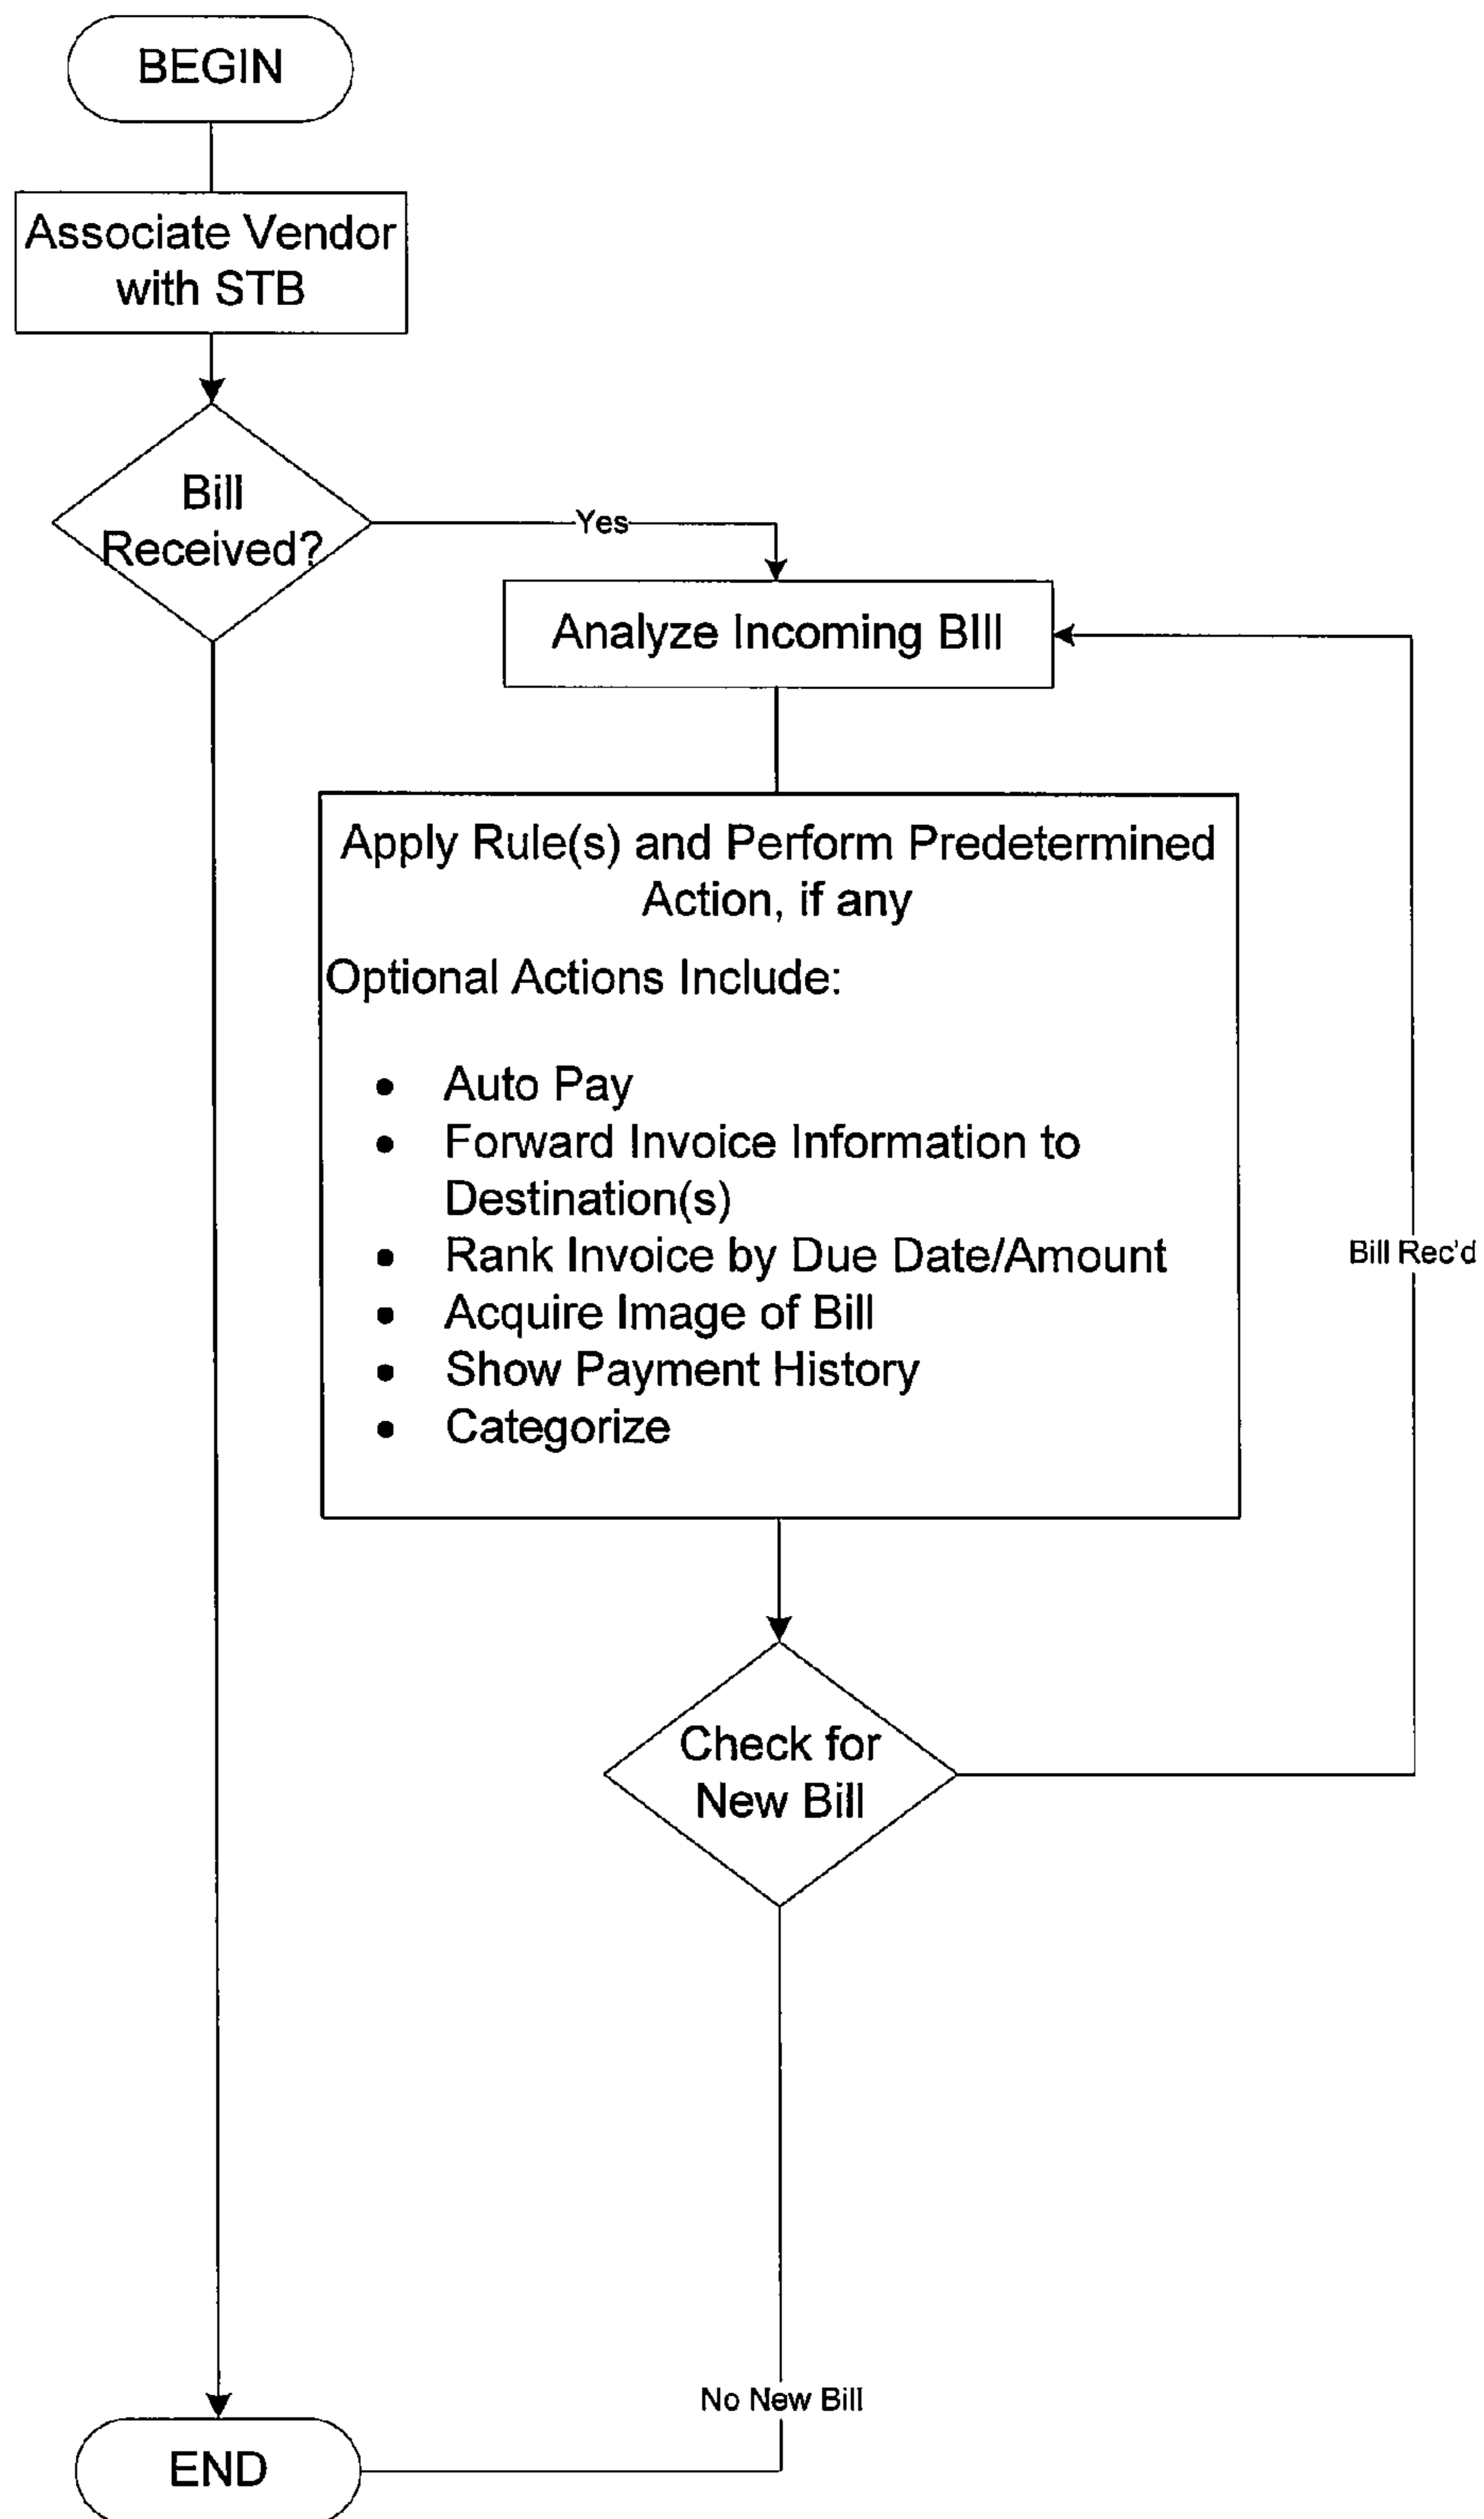 BEGIN
Associate Vendor
with STB
Bill
Received?
Yes
Analyze Incoming BIll
Apply Rule(s) and Perform Predetermined
Action, if any
Optional Actions Include:
• Auto Pay
• Forward Invoice Information to
Destination(s)
• Rank Invoice by Due Date/Amount
• Acquire Image of Bill
• Show Payment History
• Categorize
Bill Rec'd
Check for
New Bill
No New Bill
END